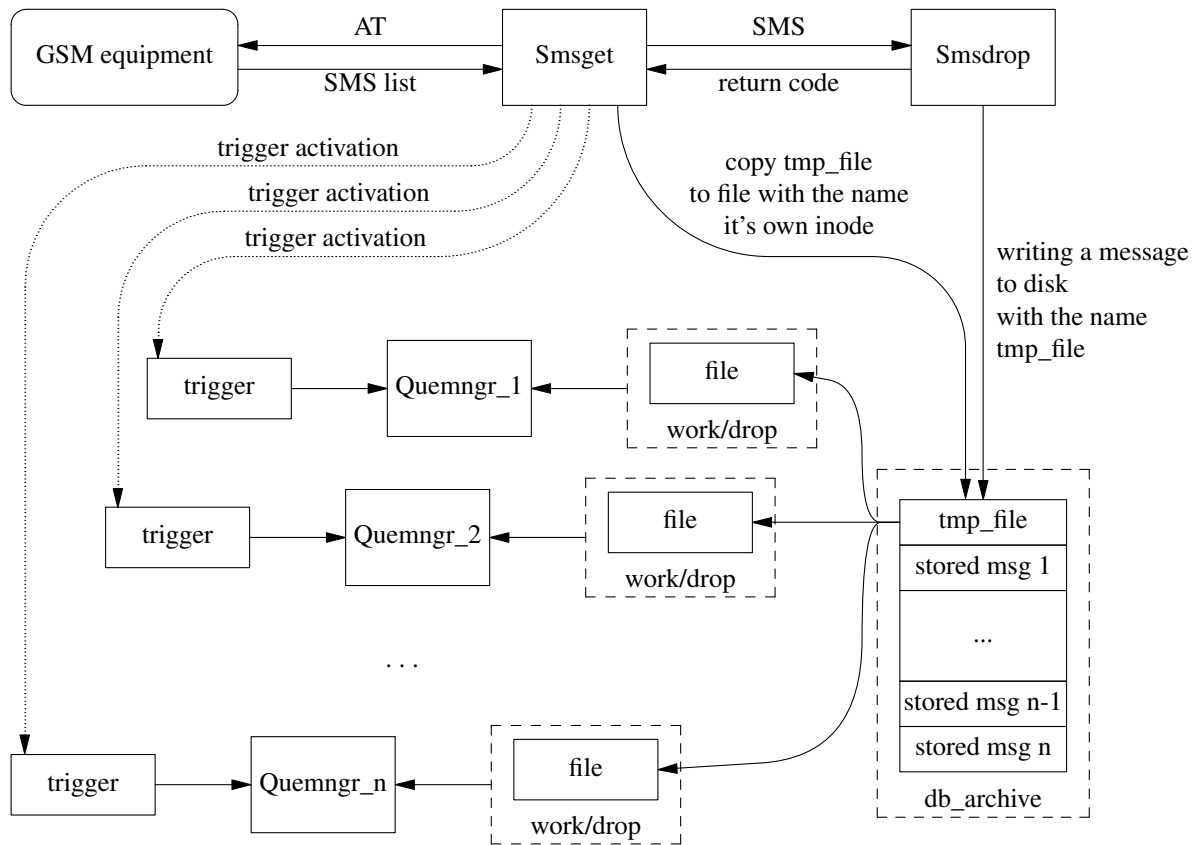 AT
SMS
GSM equipment
Smsget
Smsdrop
SMS list
return code
trigger activation
trigger activation
trigger activation
copy tmp_file
to file with the name
it's own inode
writing a message
to disk
with the name
tmp_file
trigger
Quemngr_1
file
work/drop
trigger
Quemngr_2
file
work/drop
tmp_file
stored msg 1
...
stored msg n-1
stored msg n
db_archive
. . .
trigger
Quemngr_n
file
work/drop